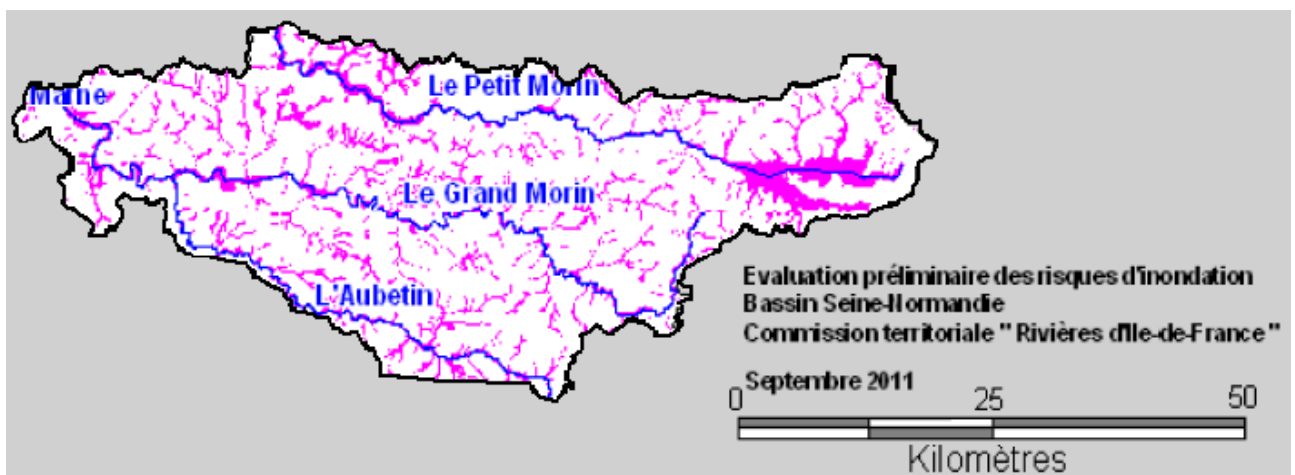 Marne
Le Petit Morin
Le Grand Morin
L'Aubetin
Evaluation préliminaire des risques d'inondation
Bassin Seine-Normandie
Commission territoriale " Rivières d'Ile-de-France "
Septembre 2011
0 25 50
Kilomètres